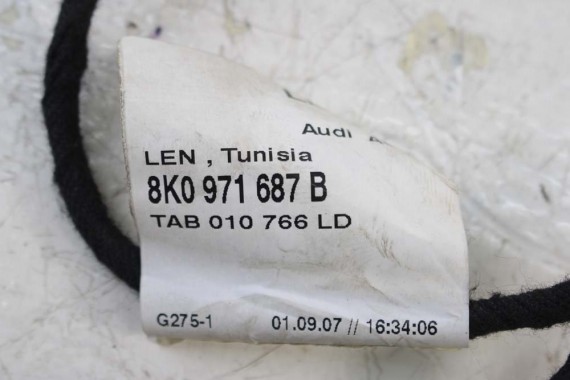 Audi
LEN , Tunisia
8K0 971 687 B
TAB 010 766 LD
G275-1 01.09.07 // 16:34:06